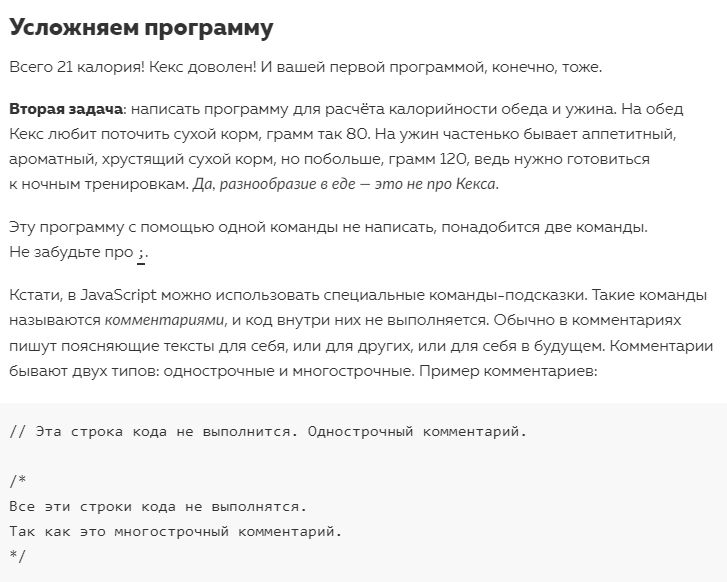 Усложняем программу
Всего 21 калория! Кекс доволен! И вашей первой программой, конечно, тоже.
Вторая задача: написать программу для расчёта калорийности обеда и ужина. На обед
Кекс любит поточить сухой корм, грамм так 80. На ужин частенько бывает аппетитный,
ароматный, хрустящий сухой корм, но побольше, грамм 120, ведь нужно готовиться
к ночным тренировкам. Да, разнообразие в еде — это не про Кекса.
Эту программу с помощью одной команды не написать, понадобится две команды.
Не забудьте про ;.
Кстати, в JavaScript можно использовать специальные команды-подсказки. Такие команды
называются комментариями, и код внутри них не выполняется. Обычно в комментариях
пишут поясняющие тексты для себя, или для других, или для себя в будущем. Комментарии
бывают двух типов: однострочные и многострочные. Пример комментариев:
// Эта строка кода не выполнится. Однострочный комментарий.
/*
Все эти строки кода не выполнятся.
Так как это многострочный комментарий.
*/